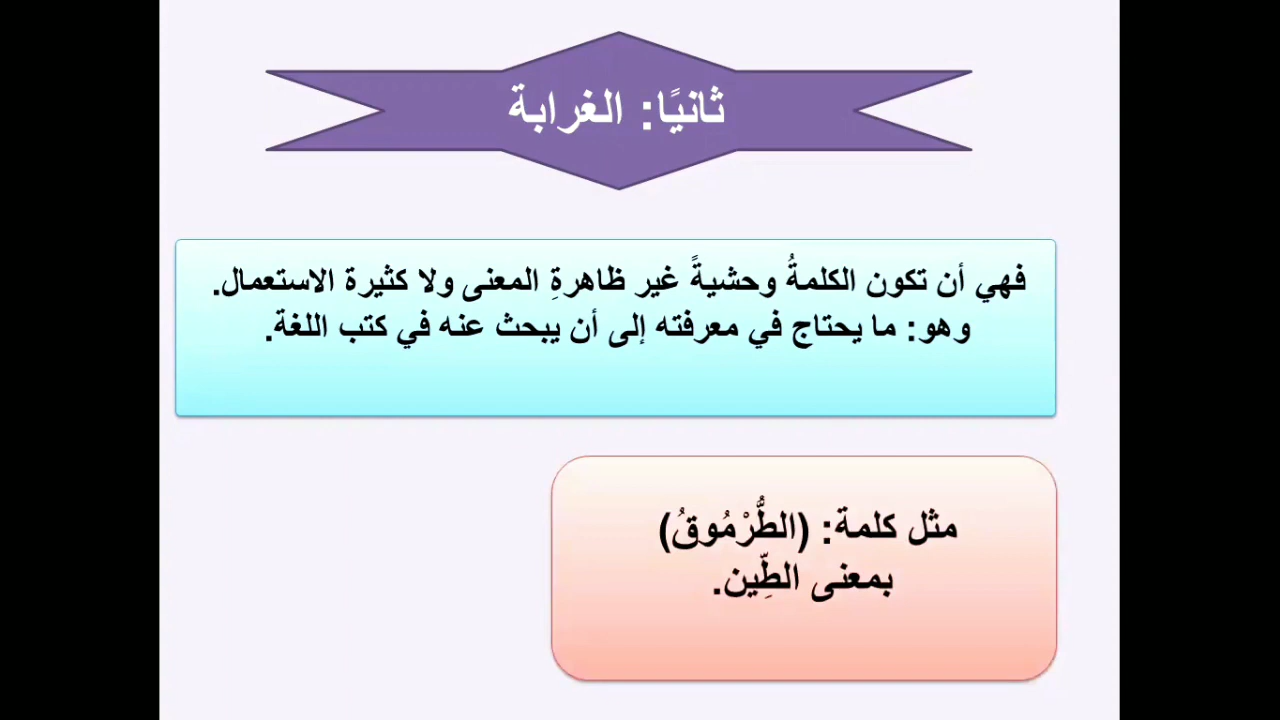 ثانيًا: الغرابة
فهي أن تكون الكلمةُ وحشيةً غير ظاهرةِ المعنى ولا كثيرة الاستعمال.
وهو: ما يحتاج في معرفته إلى أن يبحث عنه في كتب اللغة.
مثل كلمة: (الطُّرْمُوقُ)
بمعنى الطِّين.